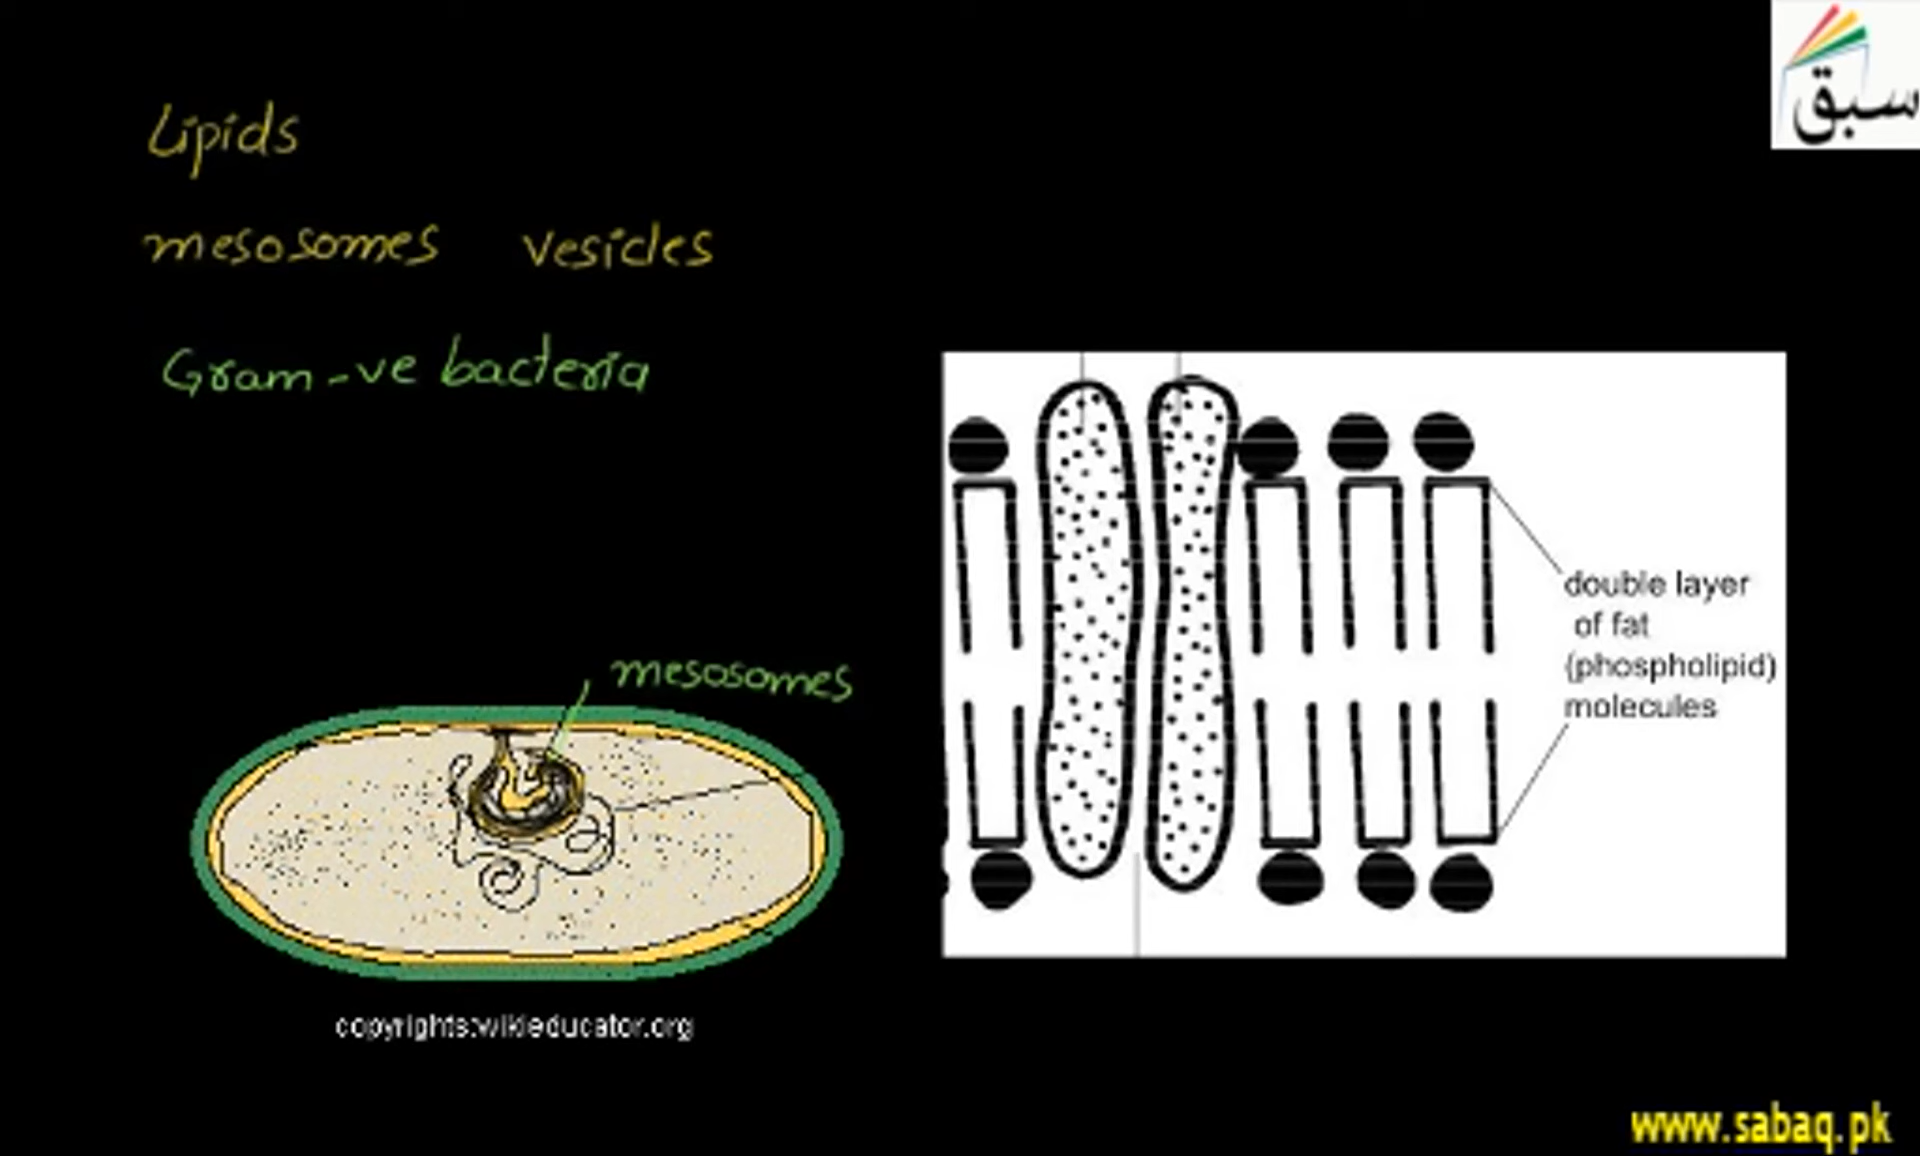 سبق
Lipids
mesosomes vesicles
Gram -ve bacteria
mesosomes
double layer
of fat
(phospholipid)
molecules
copyrights:wikieducator.org
www.sabaq.pk